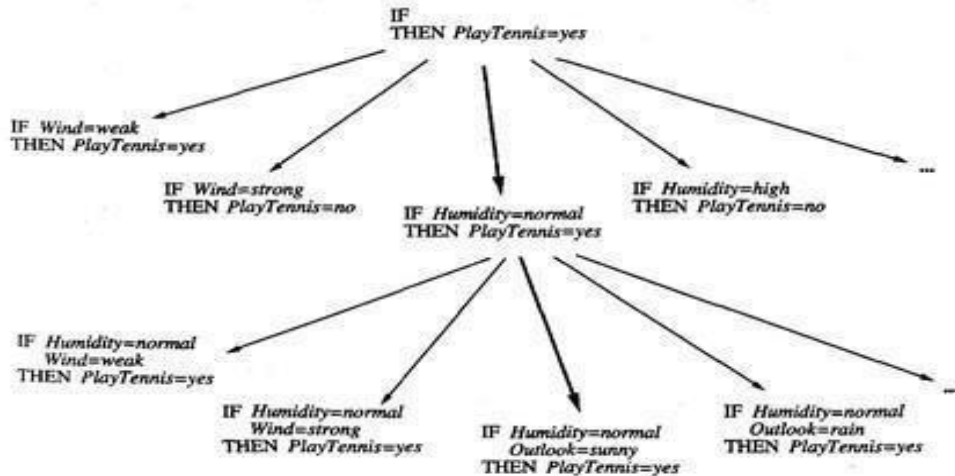 IF
THEN PlayTennis=yes
IF Wind=weak
THEN PlayTennis=yes
IF Wind=strong
THEN PlayTennis=no
IF Humidity=normal
THEN PlayTennis=yes
IF Humidity=high
THEN PlayTennis=no
...
IF Humidity=normal
Wind=weak
THEN PlayTennis=yes
IF Humidity=normal
Wind=strong
THEN PlayTennis=yes
IF Humidity=normal
Outlook=sunny
THEN PlayTennis=yes
IF Humidity=normal
Outlook=rain
THEN PlayTennis=yes
...